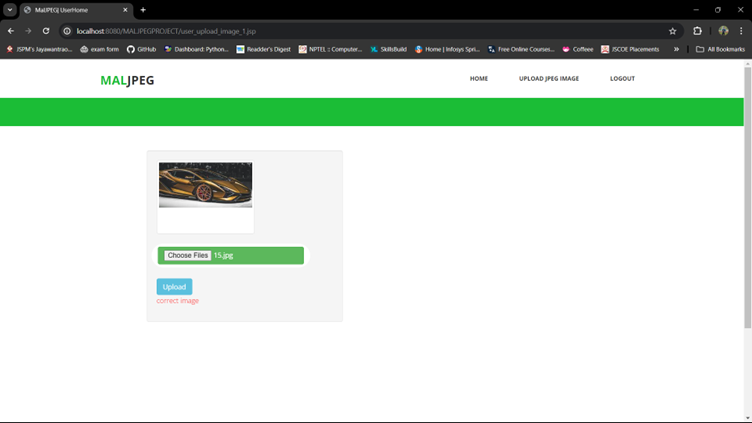 MalJPEG| UserHome
localhost:8080/MALJPEGPROJECT/user_upload_image_1.jsp
JSPM's Jayawantrao... exam form GitHub Dashboard: Python... Readder's Digest NPTEL :: Computer... SkillsBuild Home | Infosys Sprin... Free Online Courses... Coffeee JSCOE Placements » All Bookmarks
MALJPEG HOME UPLOAD JPEG IMAGE LOGOUT
Choose Files 15.jpg
Upload
correct image